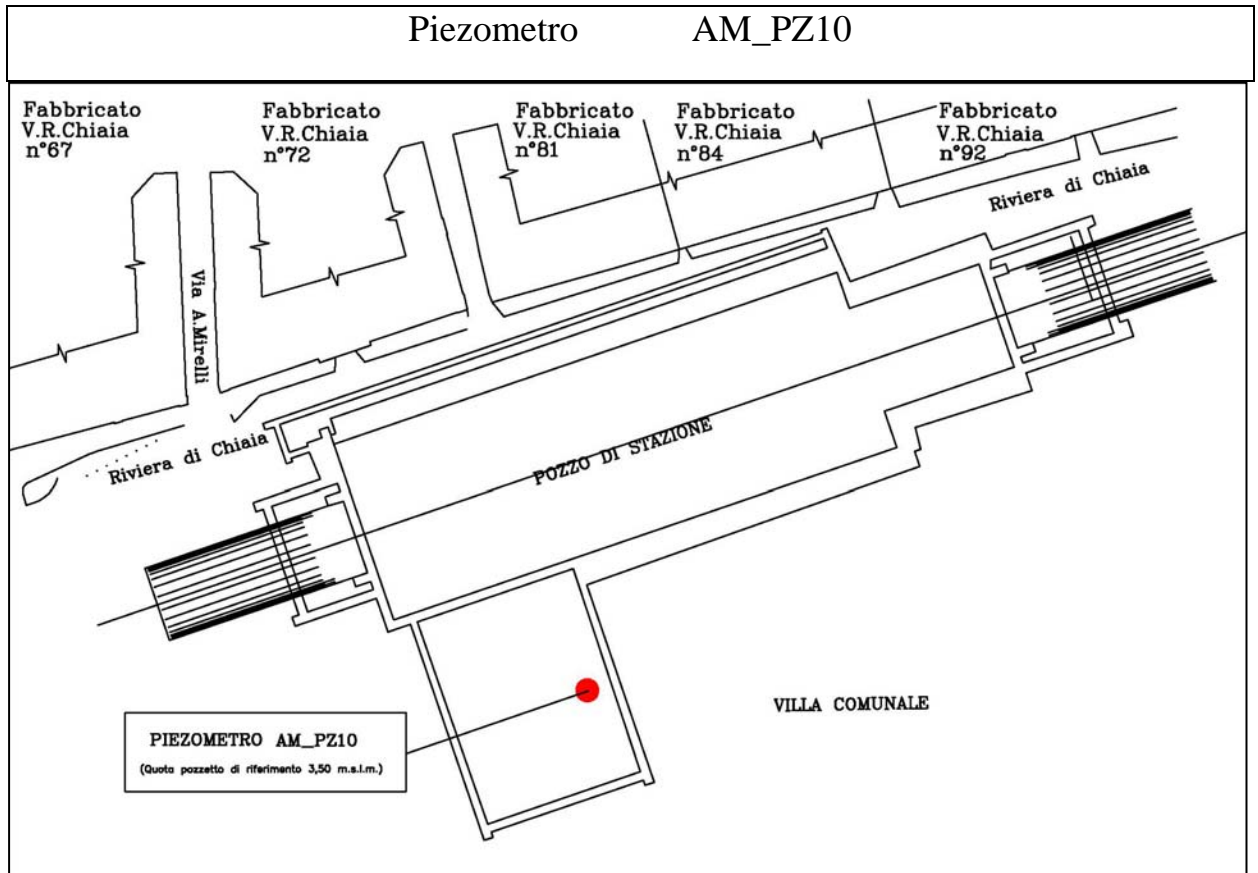 Piezometro AM_PZ10
Fabbricato
V.R.Chiaia
n°67
Fabbricato
V.R.Chiaia
n°72
Fabbricato
V.R.Chiaia
n°81
Fabbricato
V.R.Chiaia
n°84
Fabbricato
V.R.Chiaia
n°92
Riviera di Chiaia
Via A.Mirelli
Riviera di Chiaia
POZZO DI STAZIONE
VILLA COMUNALE
PIEZOMETRO AM_PZ10
(Quota pozzetto di riferimento 3,50 m.s.l.m.)